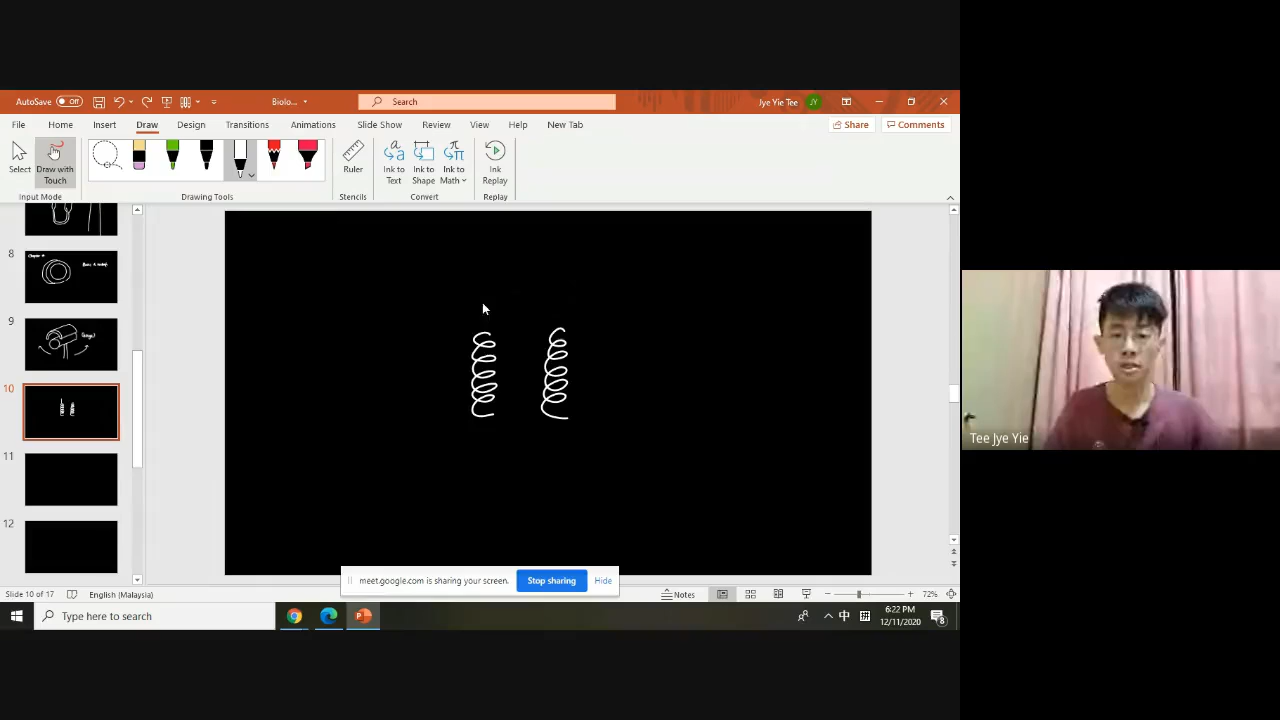 AutoSave Off Biolo... Search Jye Yie Tee JY
File Home Insert Draw Design Transitions Animations Slide Show Review View Help New Tab Share Comments
Select Draw with Touch Ruler Ink to Text Ink to Shape Ink to Math Ink Replay
Input Mode Drawing Tools Stencils Convert Replay
8
9
10
11
12
Tee Jye Yie
meet.google.com is sharing your screen. Stop sharing Hide
Slide 10 of 17 English (Malaysia) Notes 72%
Type here to search 中 6:22 PM
12/11/2020 8